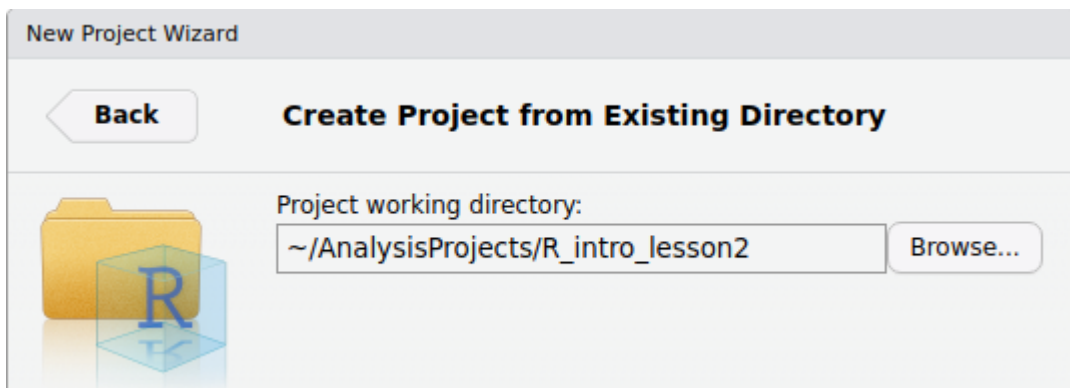 New Project Wizard
Back
Create Project from Existing Directory
Project working directory:
~/AnalysisProjects/R_intro_lesson2
Browse...
R